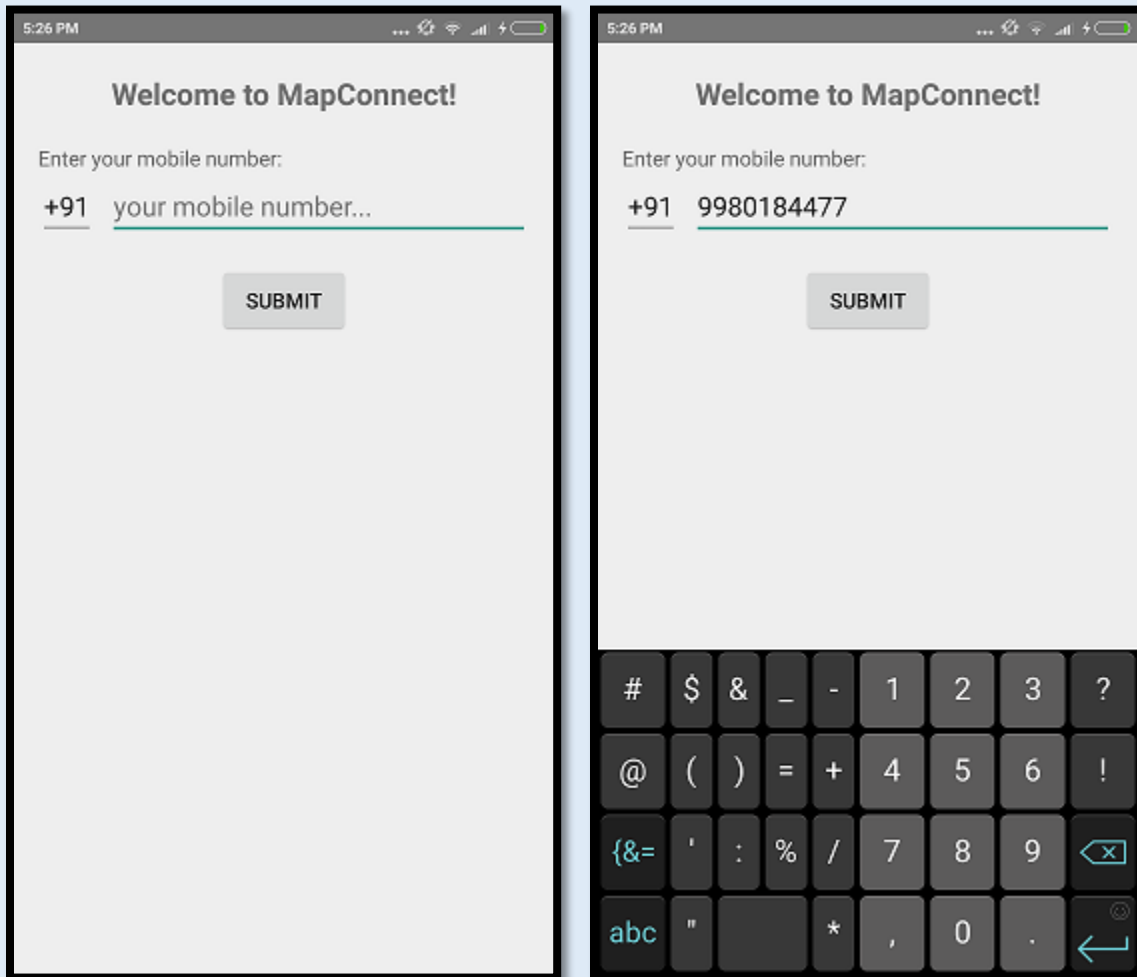 5:26 PM
Welcome to MapConnect!
Enter your mobile number:
+91 your mobile number...
SUBMIT
5:26 PM
Welcome to MapConnect!
Enter your mobile number:
+91 9980184477
SUBMIT
# $ & _ - 1 2 3 ?
@ ( ) = + 4 5 6 !
{&= ' : % / 7 8 9
abc " * , 0 .